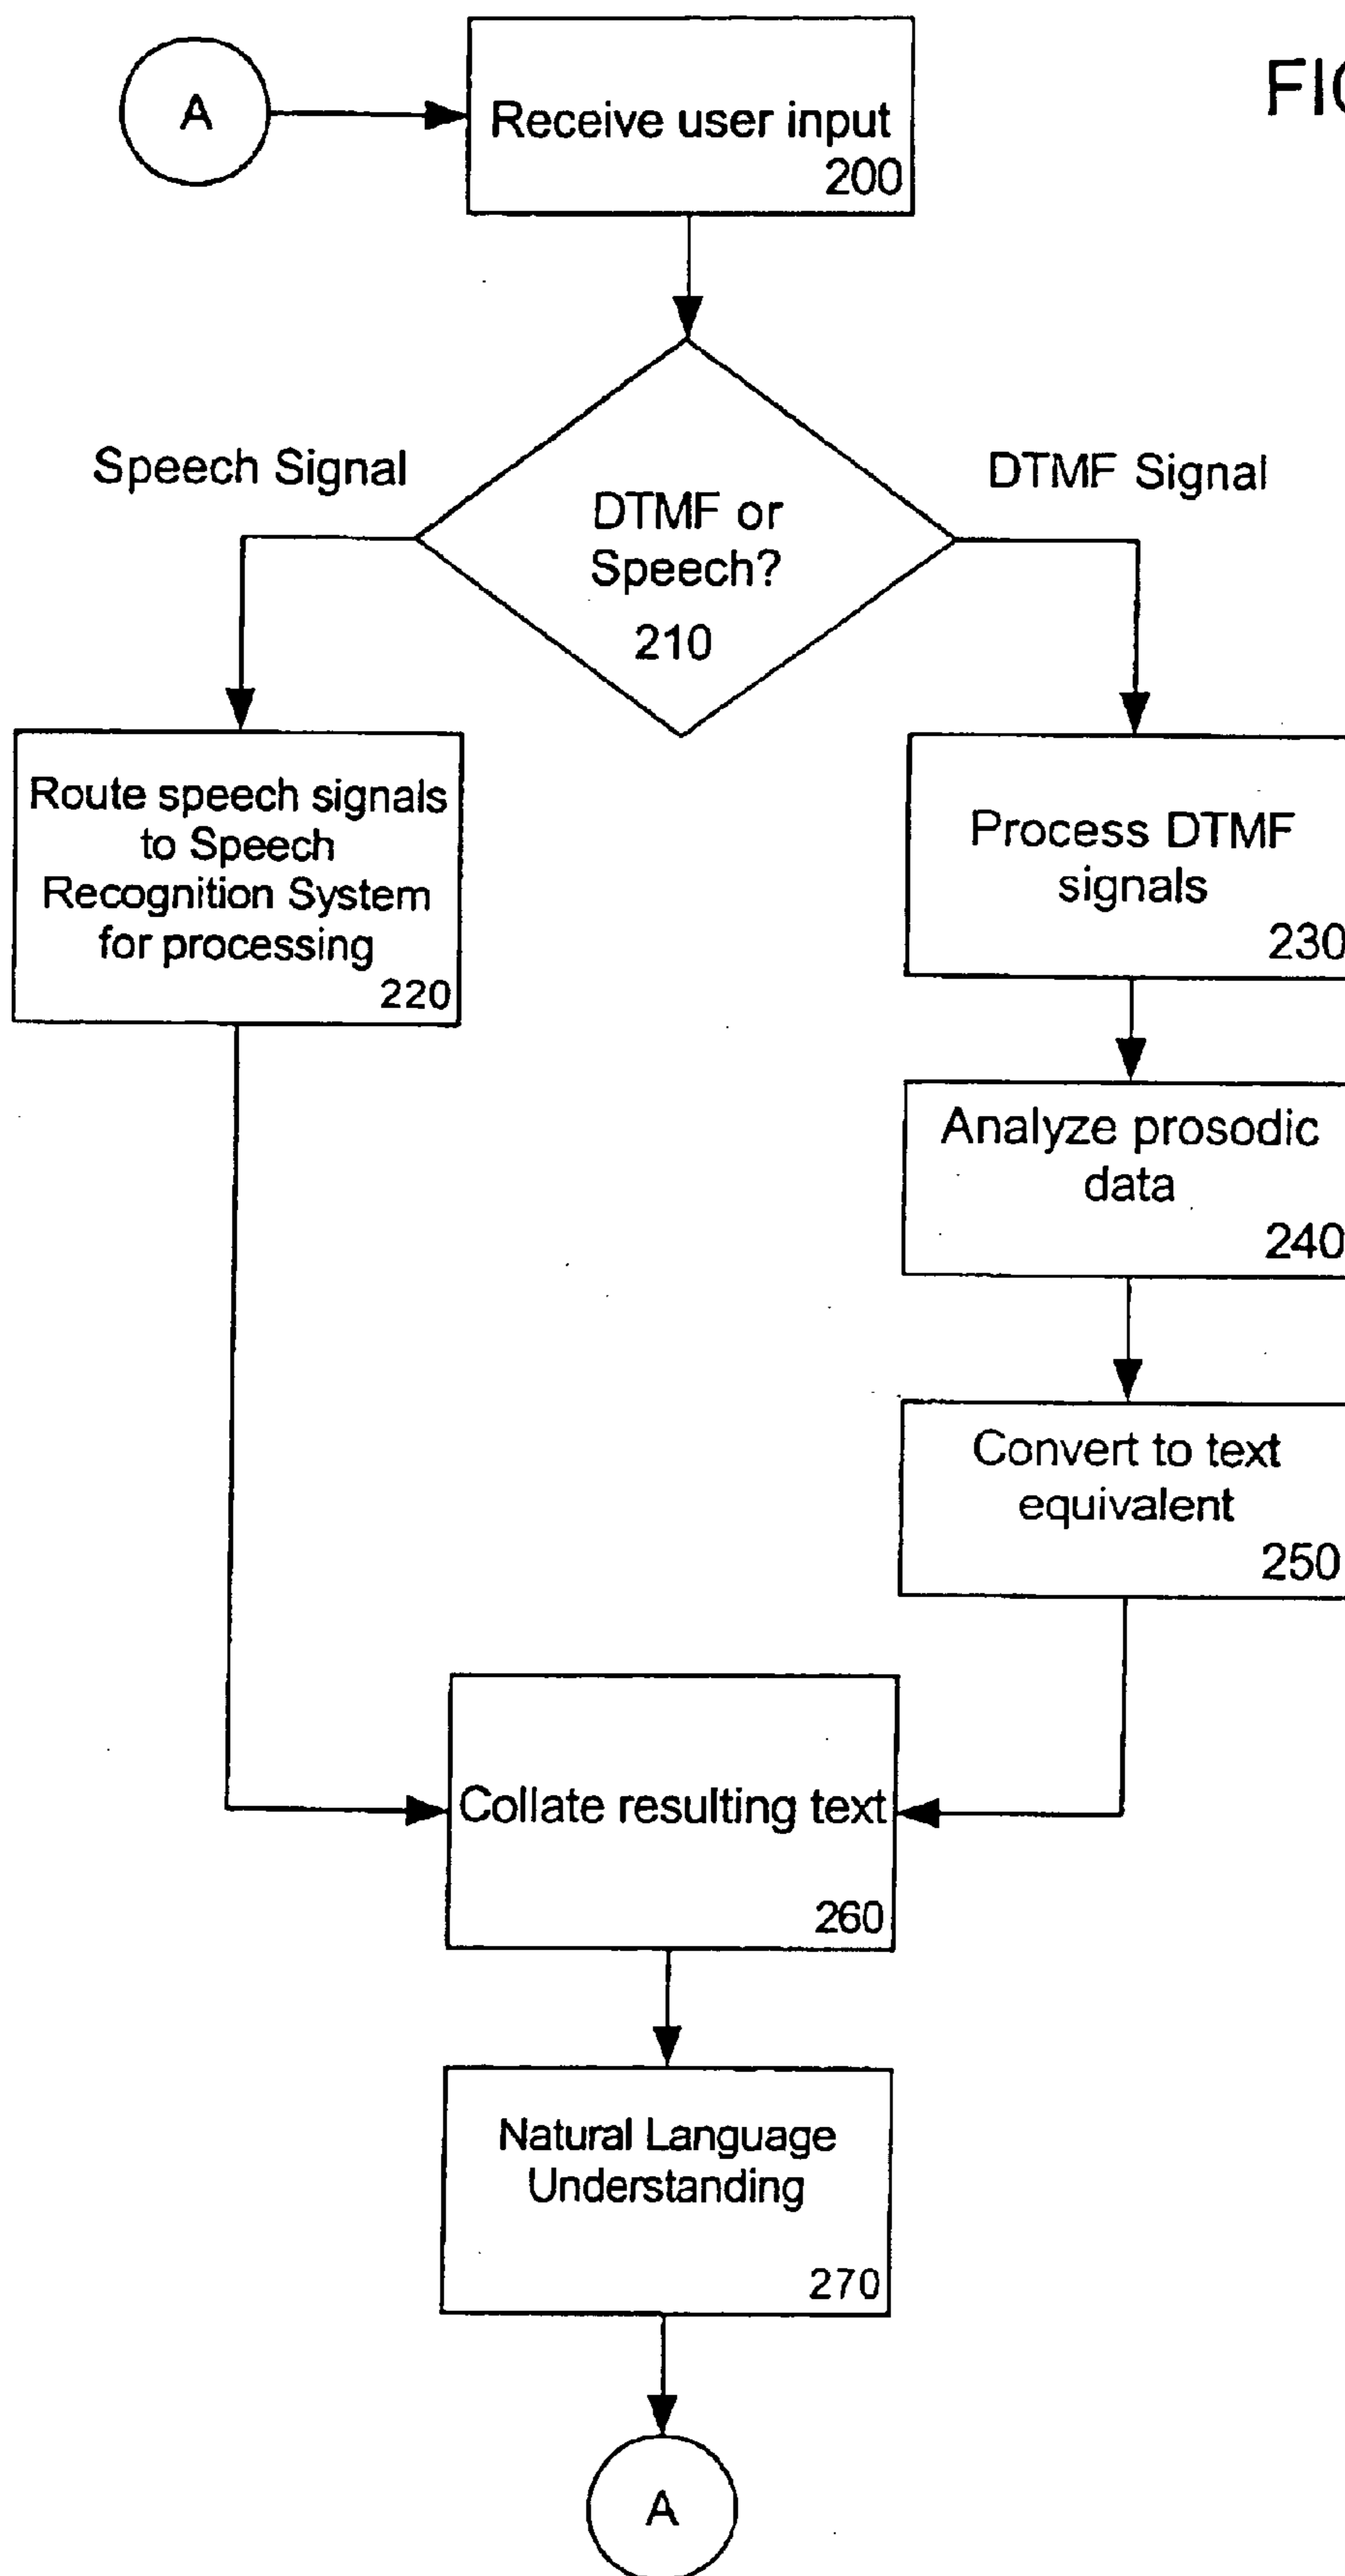 FIG
A
Receive user input
200
Speech Signal
DTMF Signal
DTMF or
Speech?
210
Route speech signals
to Speech
Recognition System
for processing
220
Process DTMF
signals
230
Analyze prosodic
data
240
Convert to text
equivalent
250
Collate resulting text
260
Natural Language
Understanding
270
A